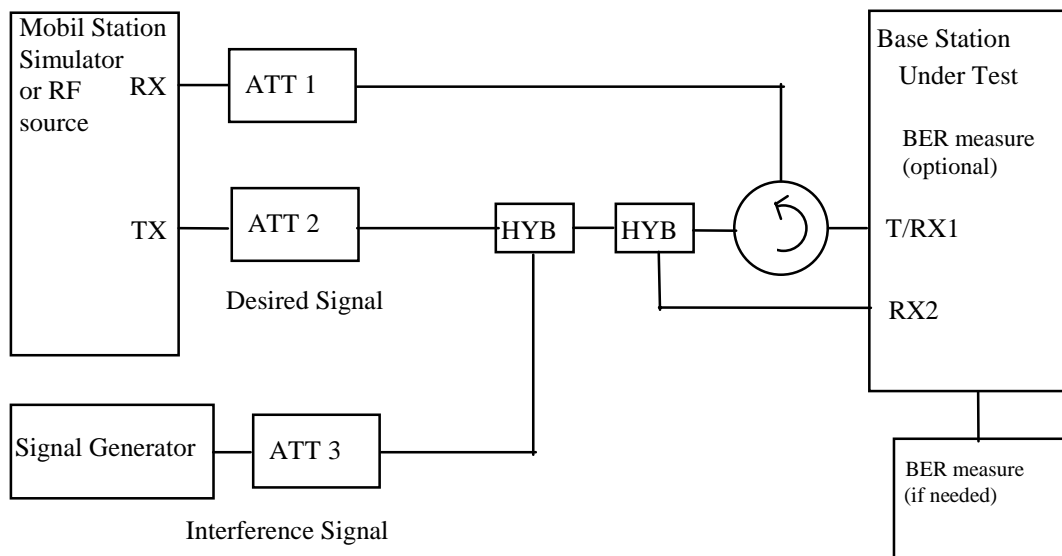 Mobil Station
Simulator
or RF
source
RX
TX
ATT 1
ATT 2
Desired Signal
HYB
HYB
Base Station
Under Test
BER measure
(optional)
T/RX1
RX2
Signal Generator
ATT 3
Interference Signal
BER measure
(if needed)